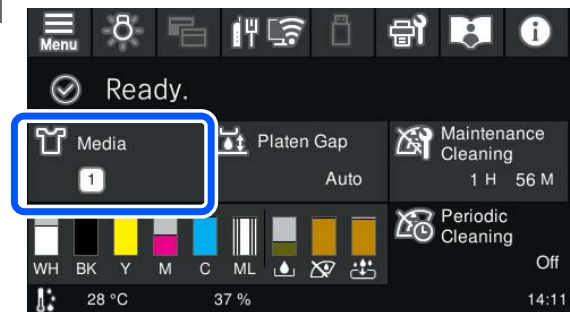 Menu
Ready.
Media
1
Platen Gap
Auto
Maintenance
Cleaning
1 H 56 M
WH BK Y M C ML
Periodic
Cleaning
Off
28 °C 37 % 14:11